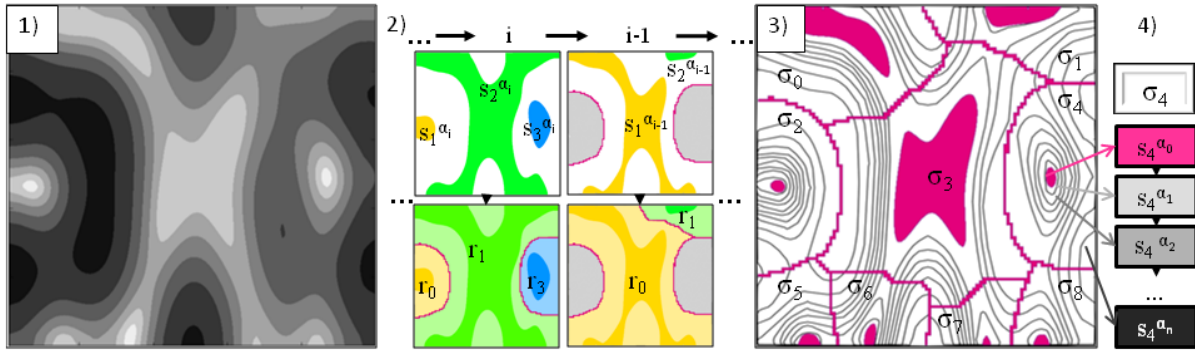 1)
2)
... i i-1 ...
s₁^αᵢ s₂^αᵢ s₃^αᵢ
s₁^αᵢ₋₁ s₂^αᵢ₋₁
... ...
r₀ r₁ r₃
r₀ r₁
3)
σ₀ σ₁
σ₂ σ₄
σ₃
σ₅ σ₆ σ₇ σ₈
4)
σ₄
s₄^α₀
s₄^α₁
s₄^α₂
...
s₄^αₙ